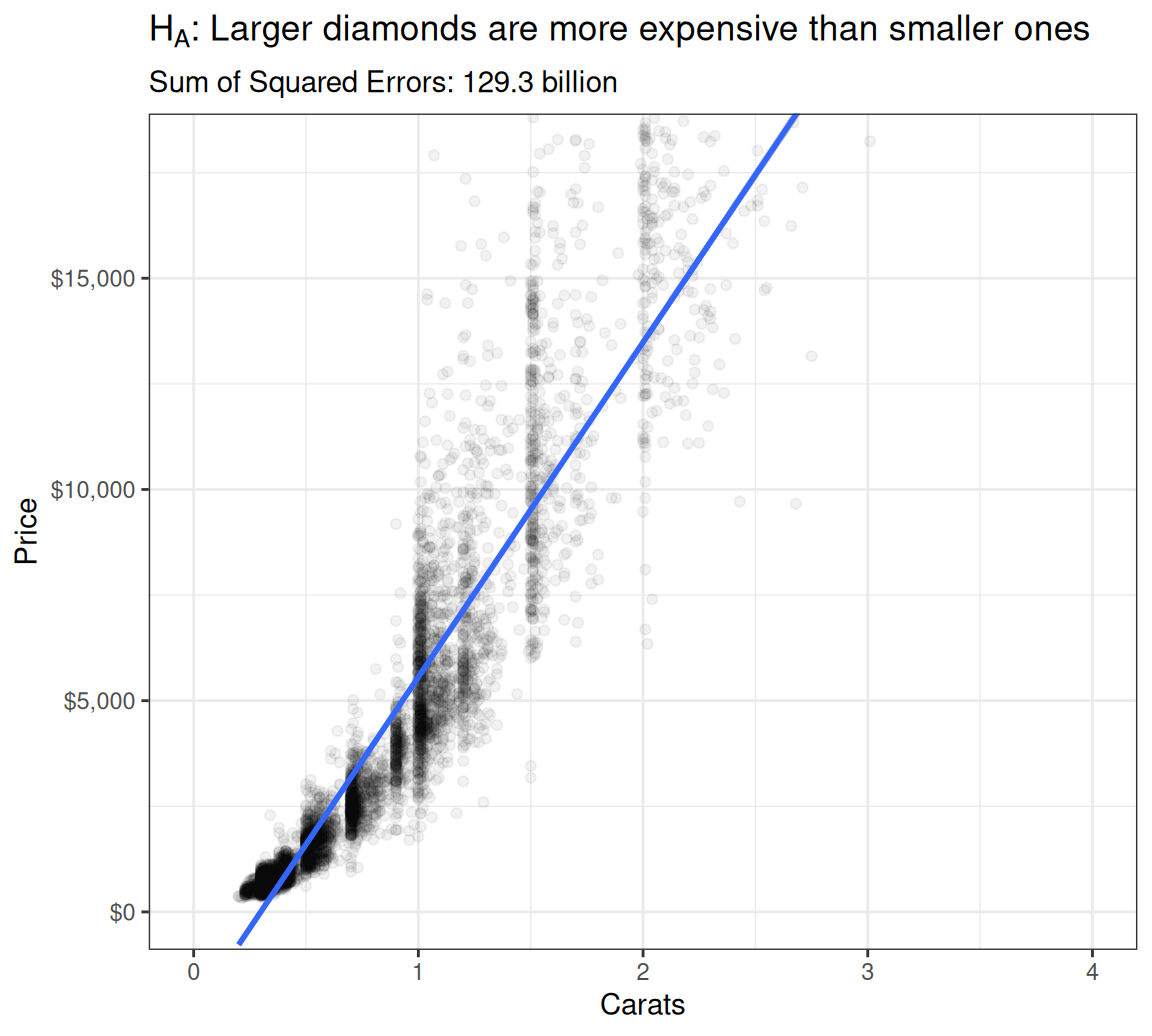 H_A: Larger diamonds are more expensive than smaller ones
Sum of Squared Errors: 129.3 billion
$15,000
$10,000
$5,000
$0
Price
0 1 2 3 4
Carats